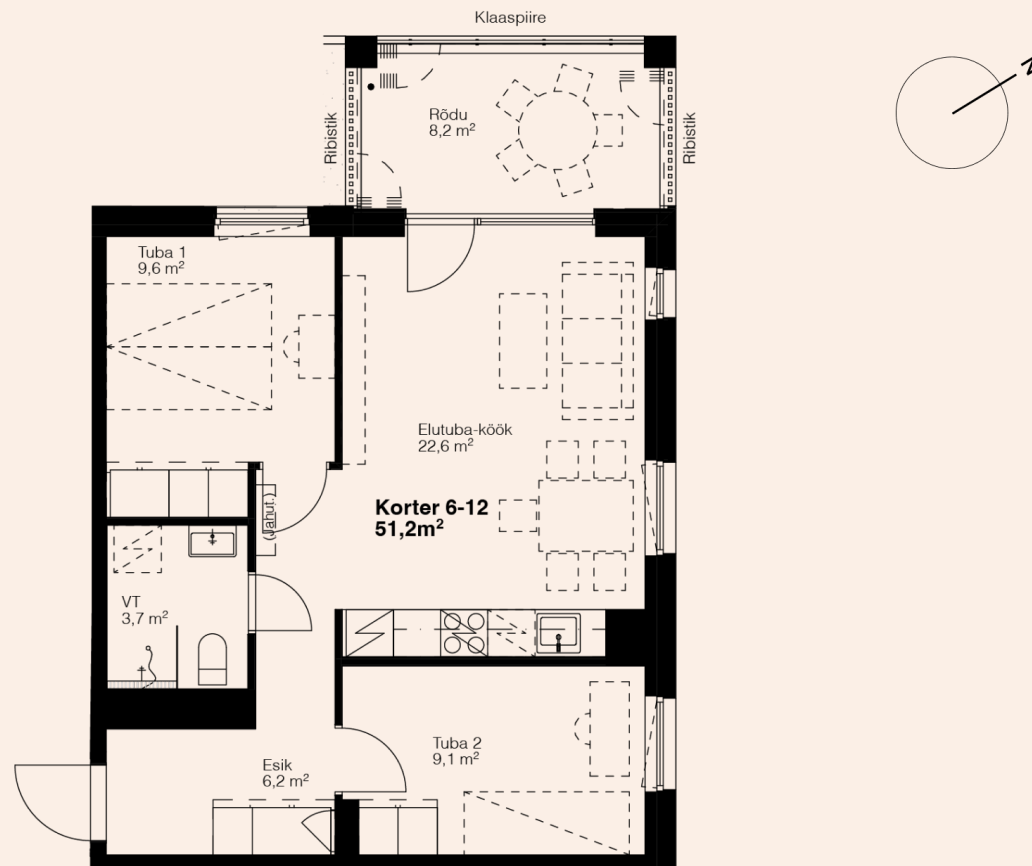 Klaaspiire
N
Ribistik
Rõdu
8,2 m²
Ribistik
Tuba 1
9,6 m²
Elutuba-köök
22,6 m²
(Jahut.)
Korter 6-12
51,2m²
VT
3,7 m²
Tuba 2
9,1 m²
Esik
6,2 m²